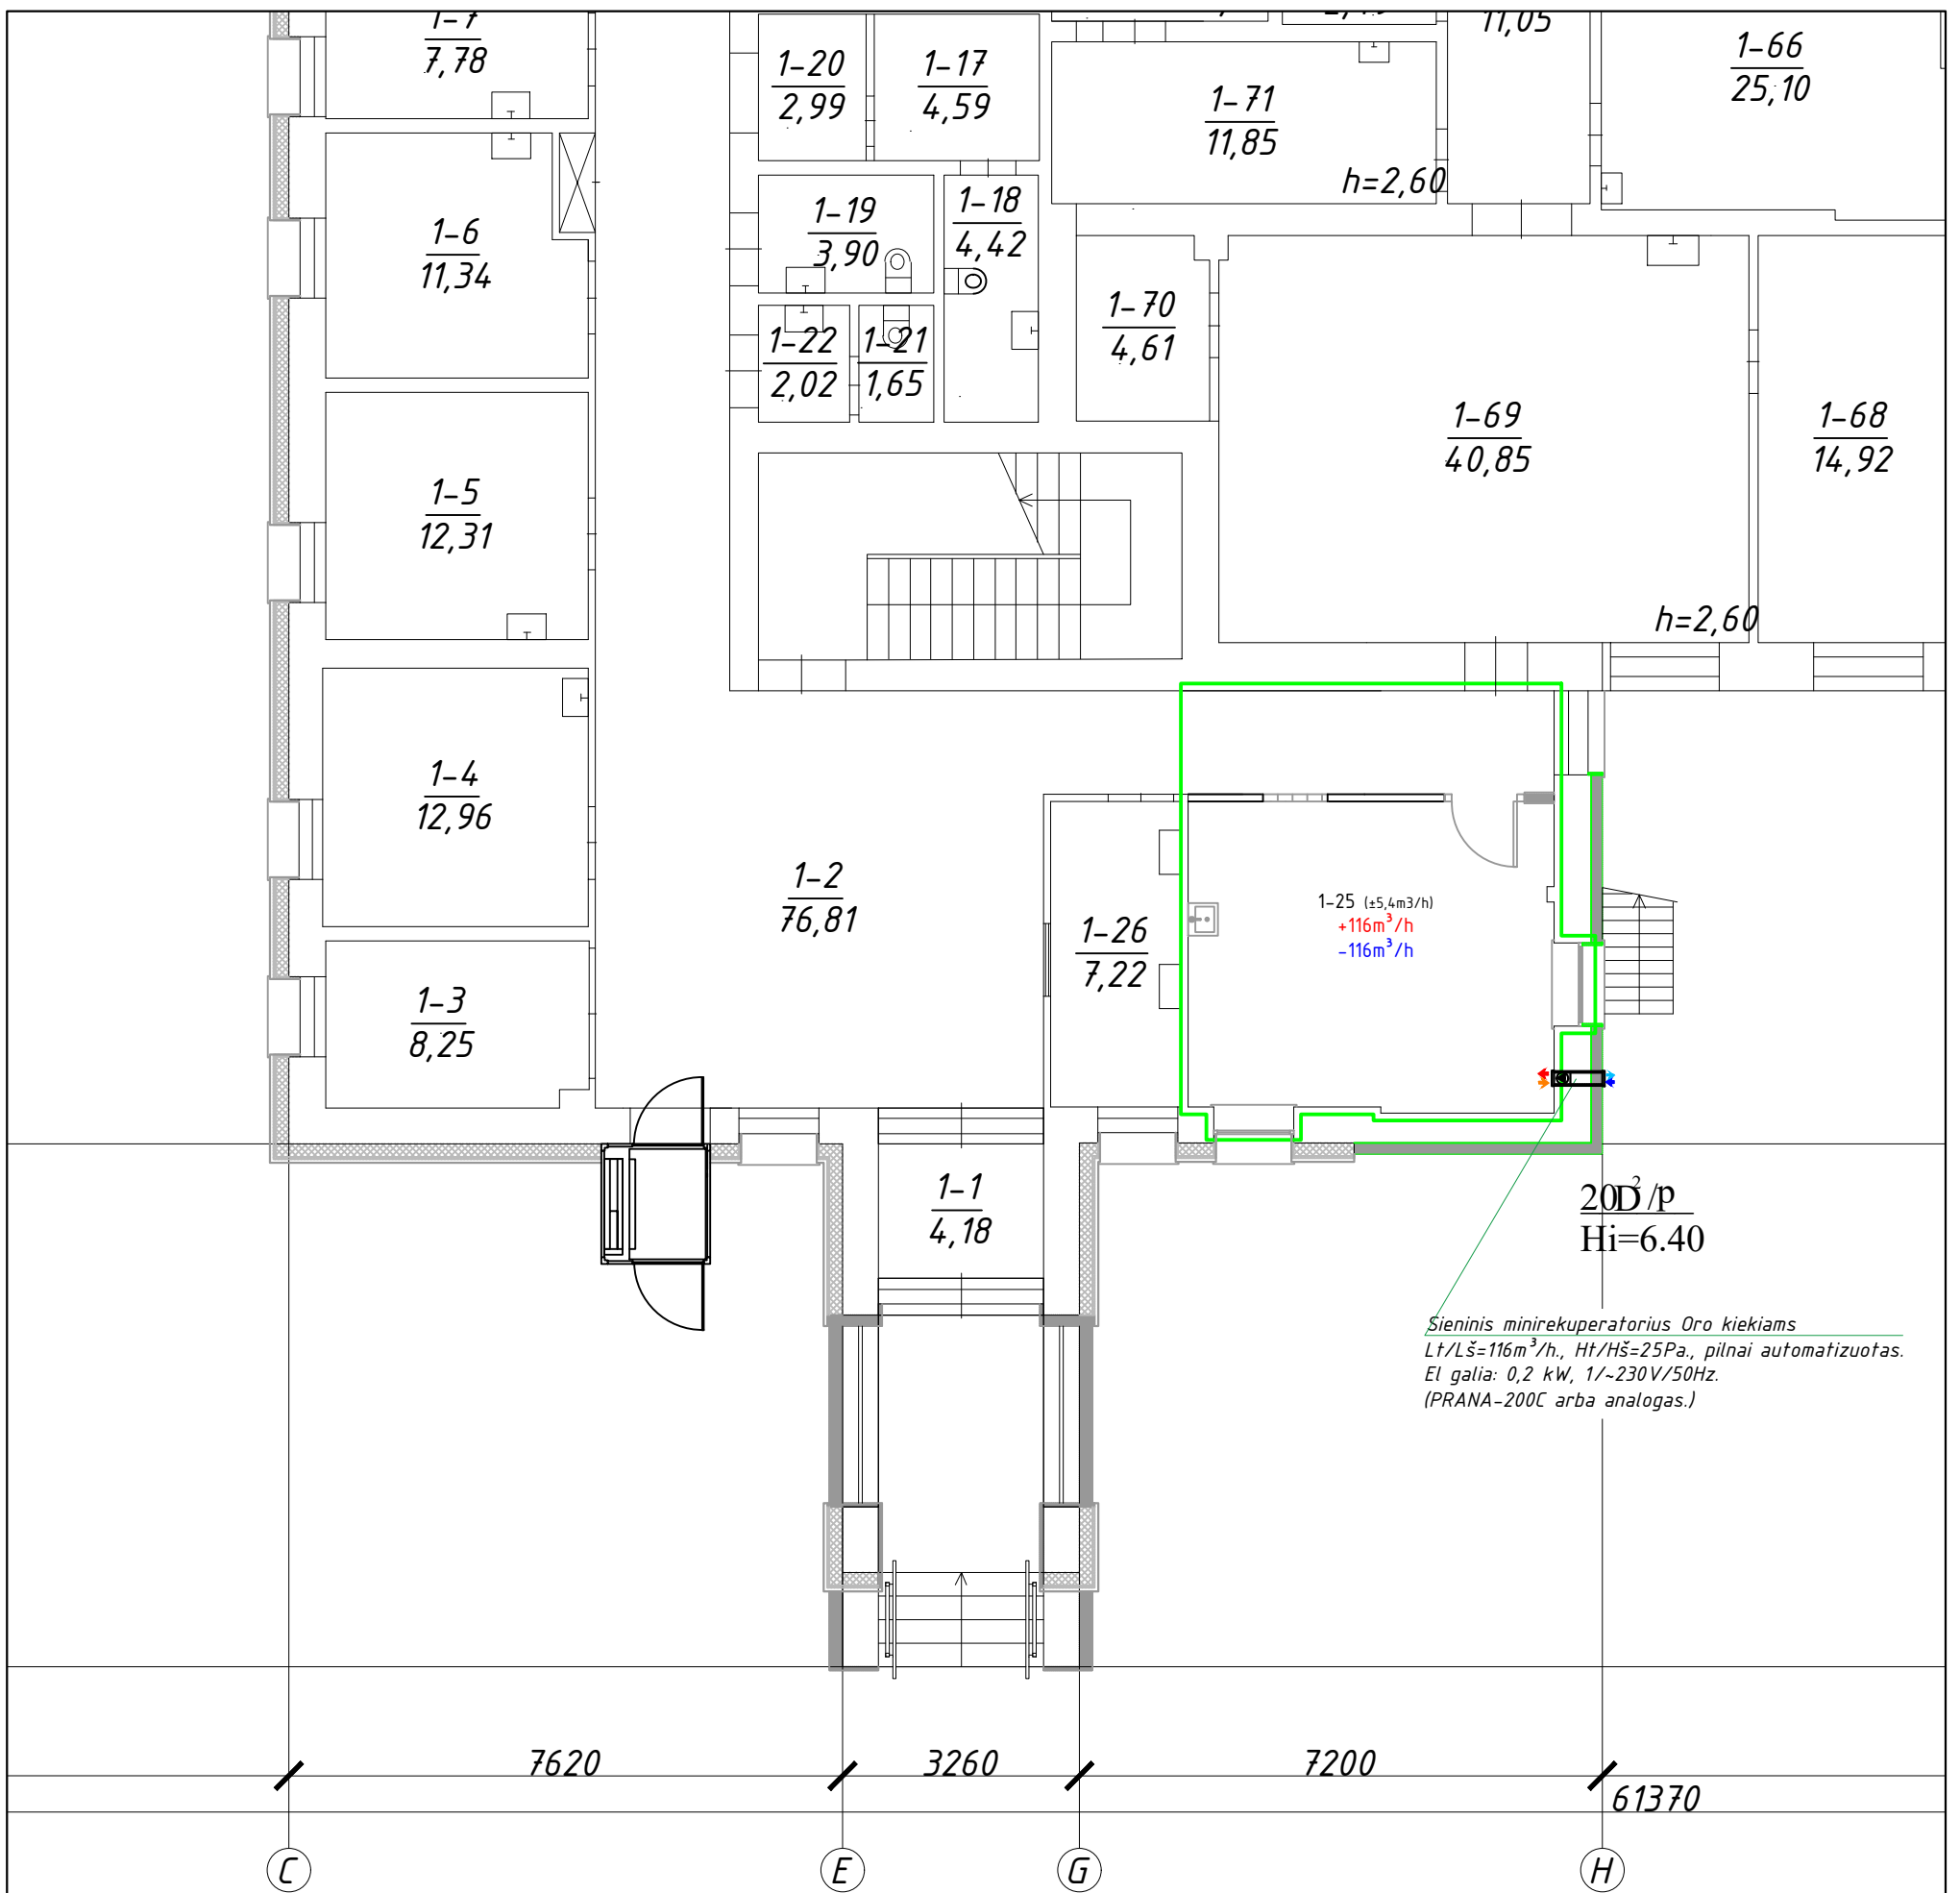 1-7
7,78
1-20
2,99
1-17
4,59
11,05
1-66
25,10
1-71
11,85
h=2,60
1-6
11,34
1-19
3,90
1-18
4,42
1-22
2,02
1-21
1,65
1-70
4,61
1-69
40,85
1-68
14,92
h=2,60
1-5
12,31
1-4
12,96
1-2
76,81
1-26
7,22
1-25 (±5,4m3/h)
+116m³/h
-116m³/h
1-3
8,25
1-1
4,18
20D²/p
Hi=6.40
Sieninis minirekuperatorius Oro kiekiams
Lt/Lš=116m³/h., Ht/Hš=25Pa., pilnai automatizuotas.
El galia: 0,2 kW, 1/~230V/50Hz.
(PRANA-200C arba analogas.)
7620
3260
7200
61370
C
E
G
H